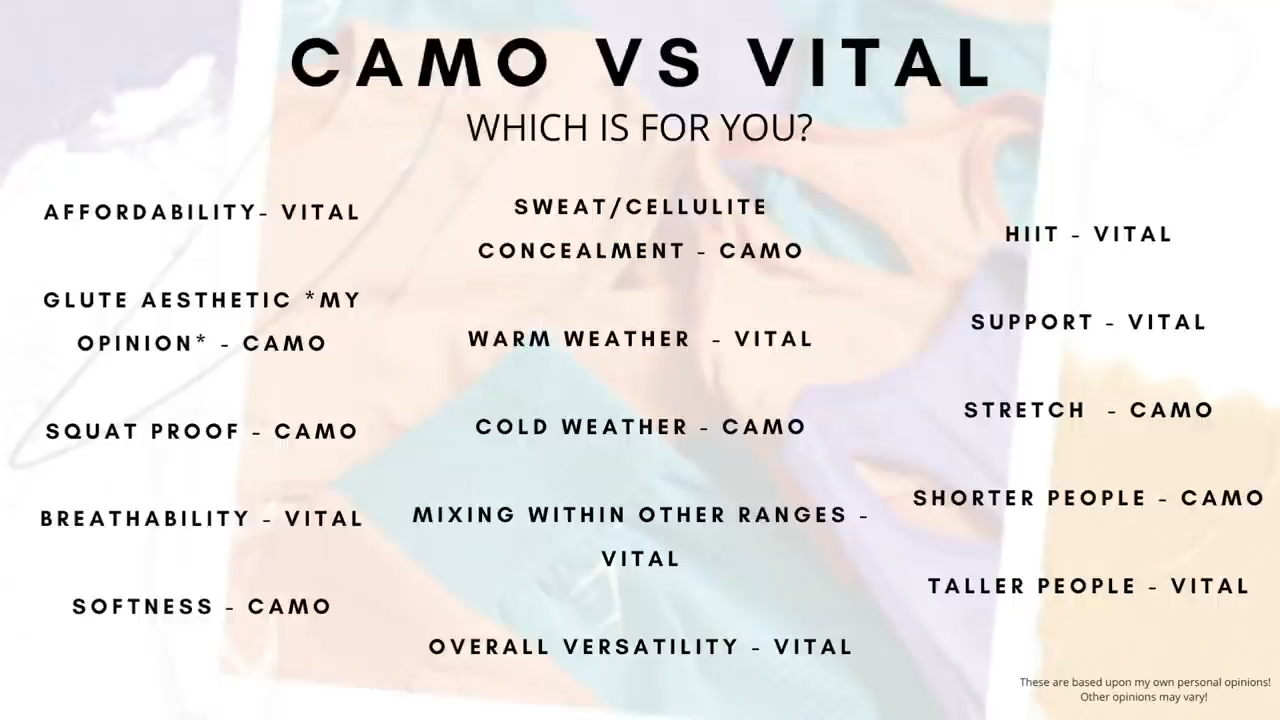 CAMO VS VITAL
WHICH IS FOR YOU?
AFFORDABILITY- VITAL
GLUTE AESTHETIC *MY
OPINION* - CAMO
SQUAT PROOF - CAMO
BREATHABILITY - VITAL
SOFTNESS - CAMO
SWEAT/CELLULITE
CONCEALMENT - CAMO
WARM WEATHER - VITAL
COLD WEATHER - CAMO
MIXING WITHIN OTHER RANGES -
VITAL
OVERALL VERSATILITY - VITAL
HIIT - VITAL
SUPPORT - VITAL
STRETCH - CAMO
SHORTER PEOPLE - CAMO
TALLER PEOPLE - VITAL
These are based upon my own personal opinions!
Other opinions may vary!